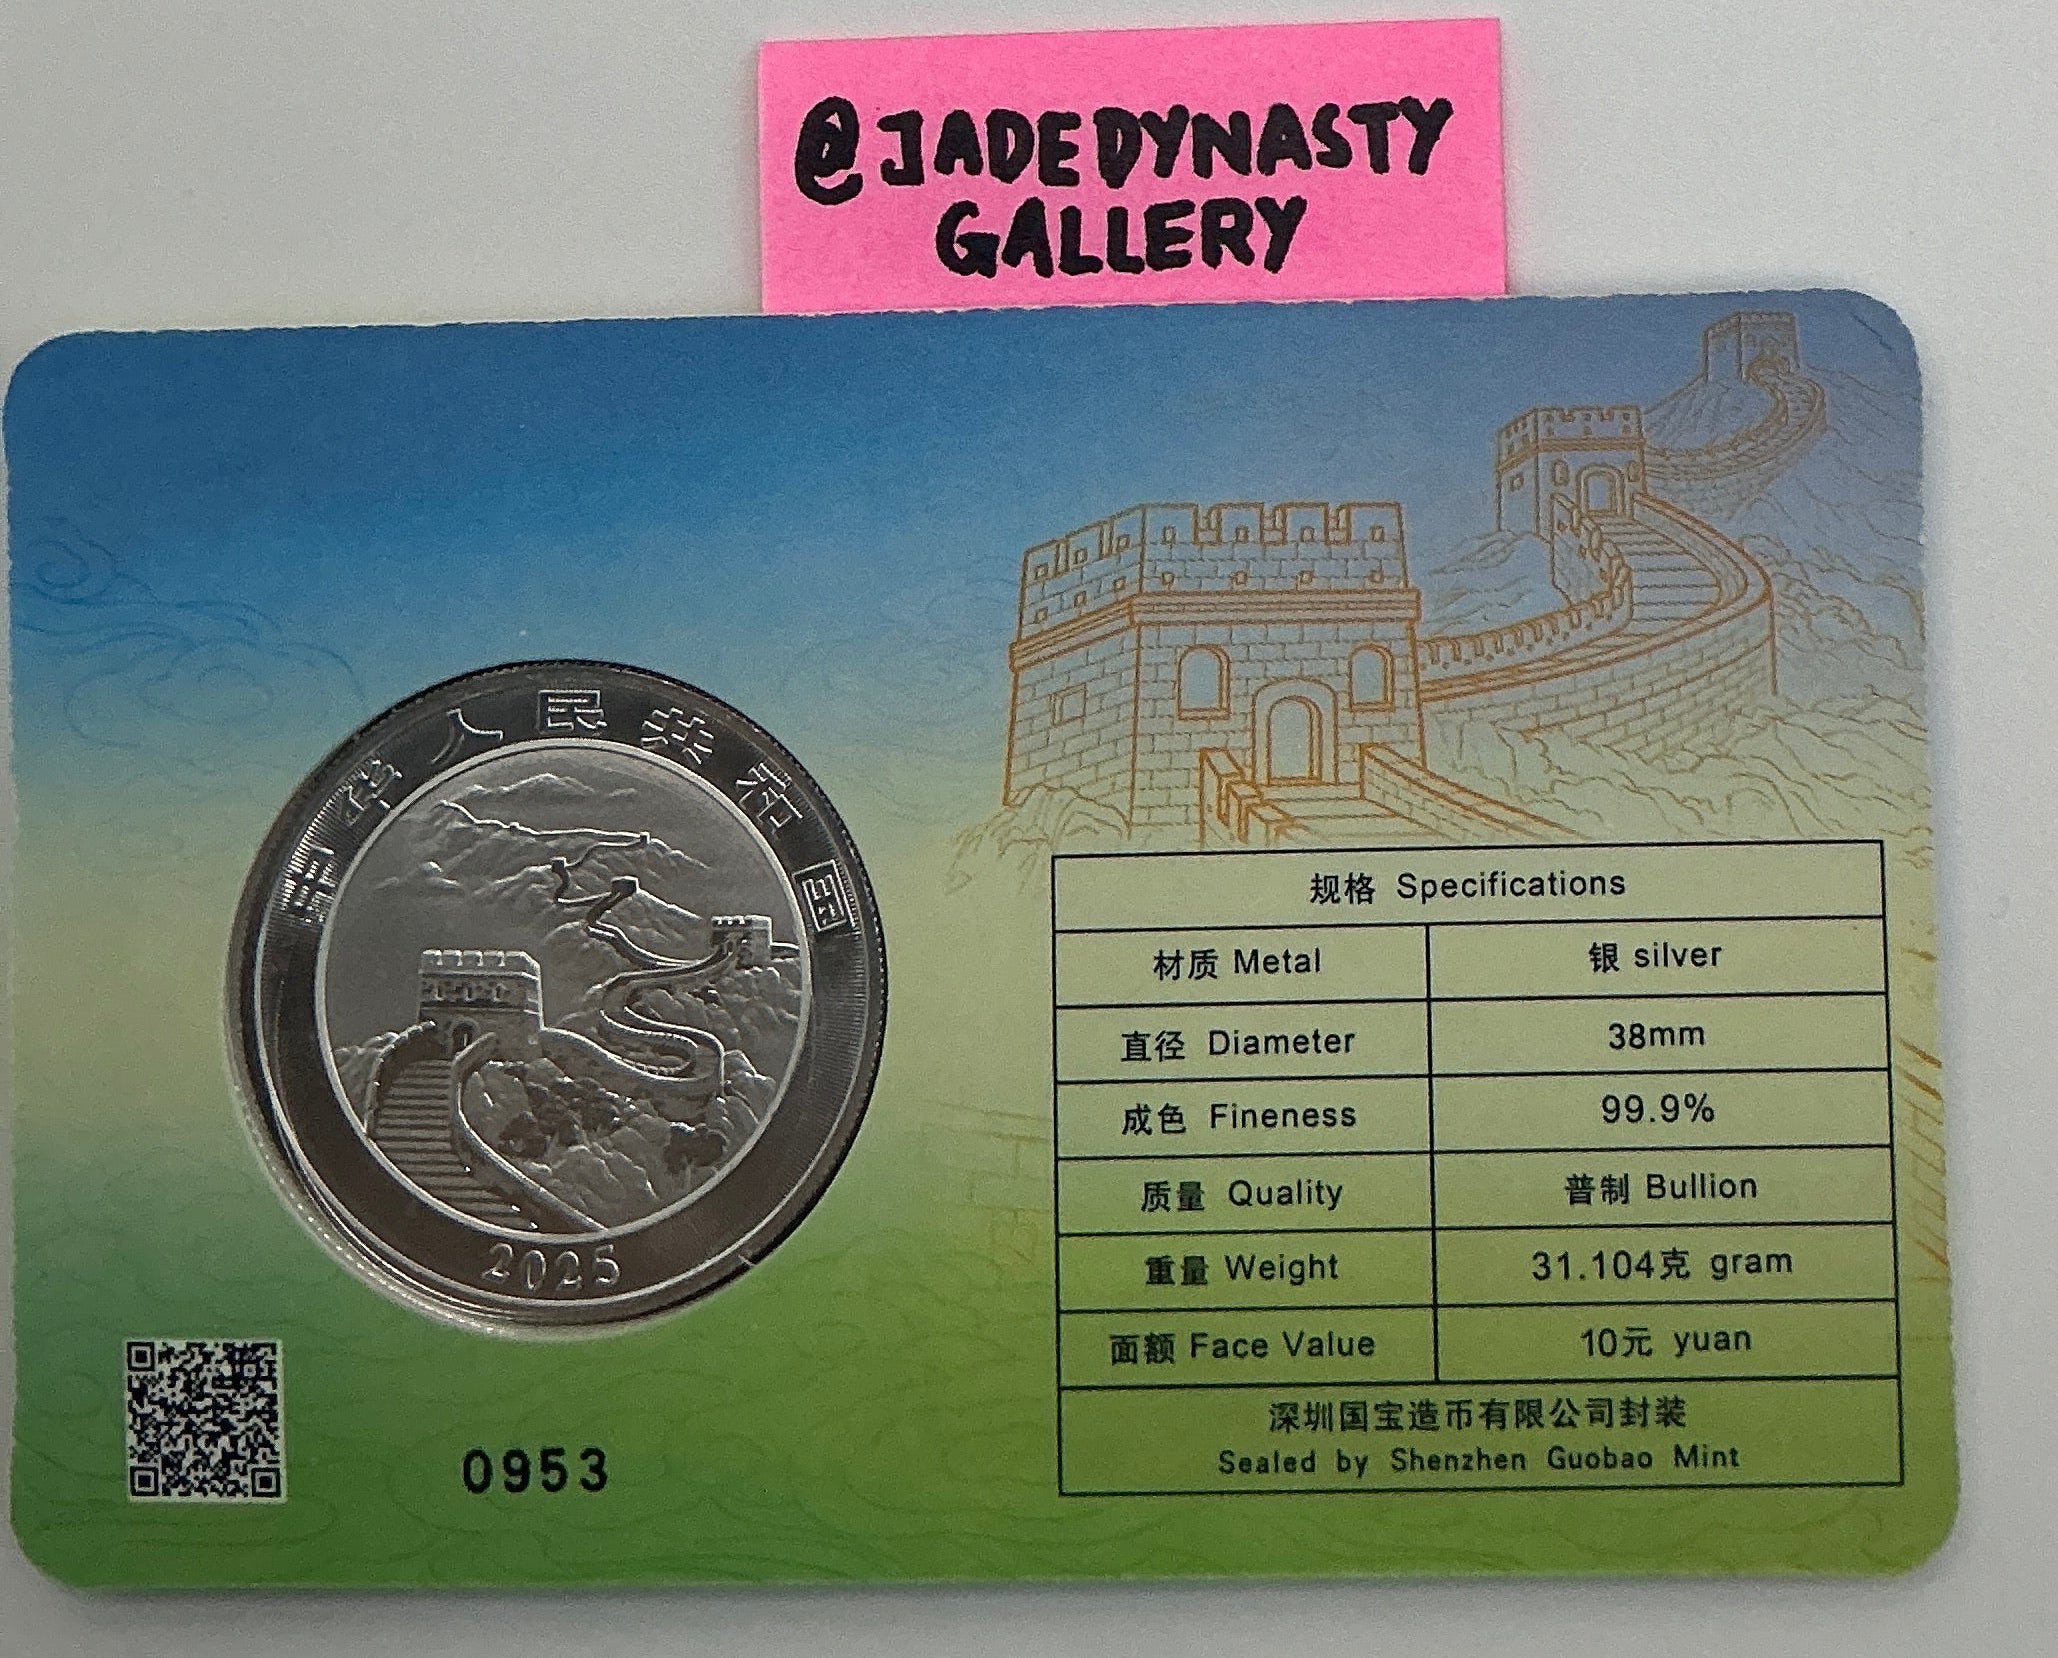 @JADEDYNASTY
GALLERY
中华人民共和国
2025
0953
规格 Specifications
材质 Metal 银 silver
直径 Diameter 38mm
成色 Fineness 99.9%
质量 Quality 普制 Bullion
重量 Weight 31.104克 gram
面额 Face Value 10元 yuan
深圳国宝造币有限公司封装
Sealed by Shenzhen Guobao Mint